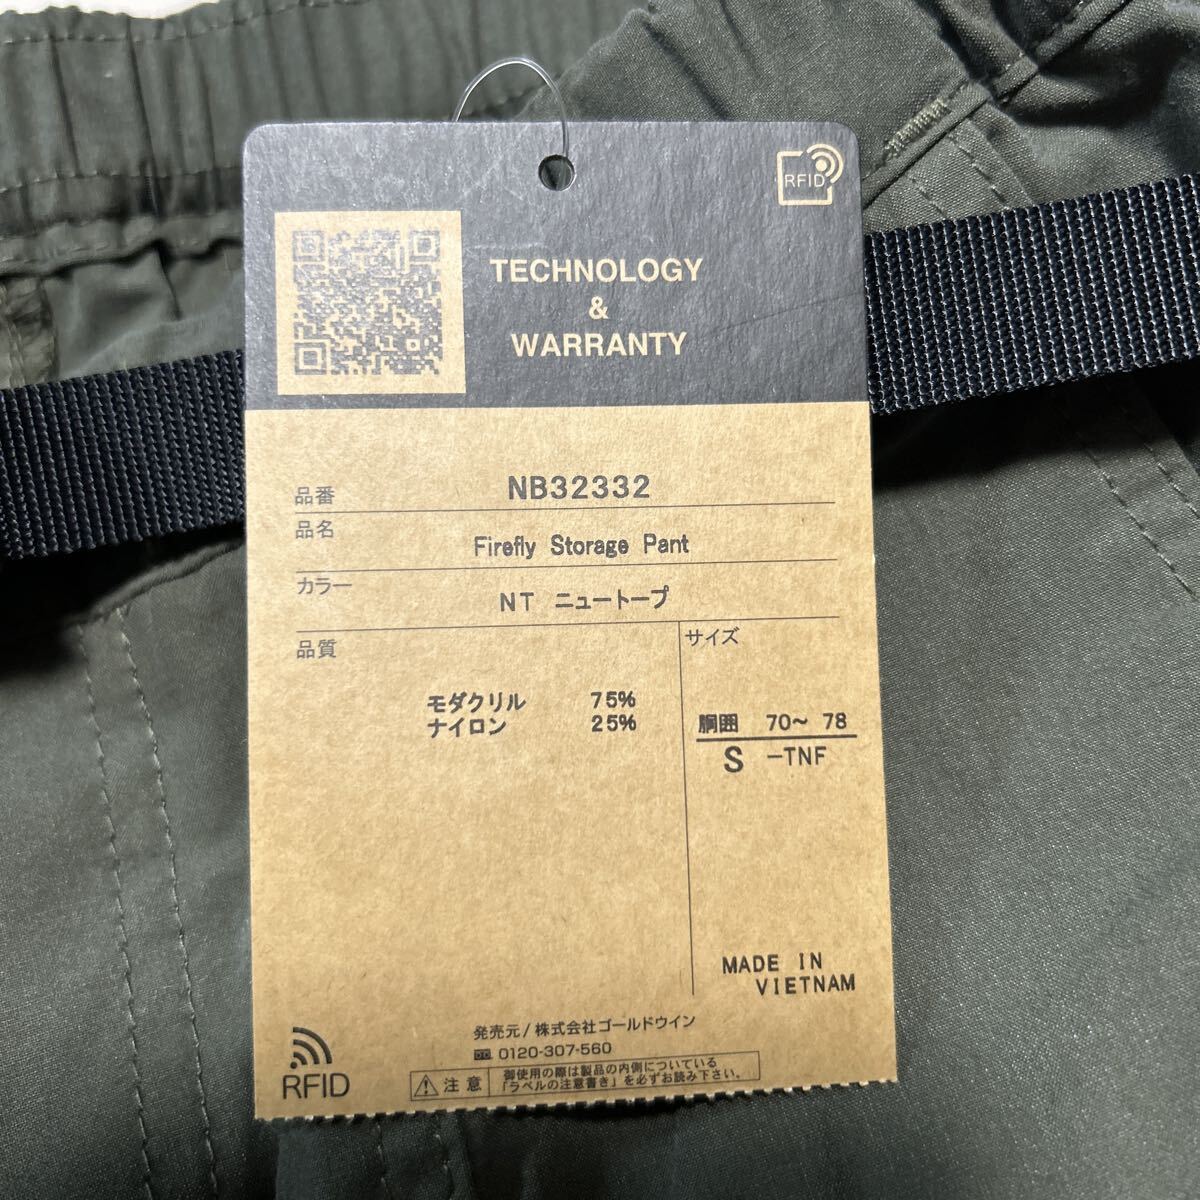 RFID
TECHNOLOGY
&
WARRANTY
品番 NB32332
品名 Firefly Storage Pant
カラー NT ニュートープ
品質
モダクリル 75%
ナイロン 25%
サイズ
胴囲 70～ 78
S -TNF
MADE IN
VIETNAM
発売元/株式会社ゴールドウイン
0120-307-560
RFID
注意
御使用の際は製品の内側についている
「ラベルの注意書き」を必ずお読み下さい。